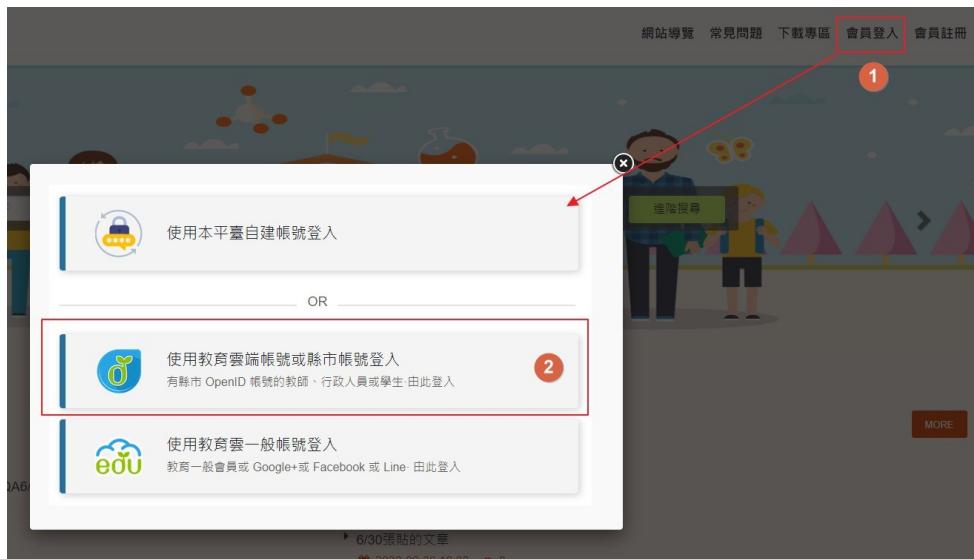 網站導覽 常見問題 下載專區 會員登入 會員註冊
1
進階搜尋
使用本平臺自建帳號登入
OR
使用教育雲端帳號或縣市帳號登入
有縣市 OpenID 帳號的教師、行政人員或學生·由此登入
2
使用教育雲一般帳號登入
教育一般會員或 Google+或 Facebook 或 Line· 由此登入
edu
MORE
QA6/
6/30張貼的文章